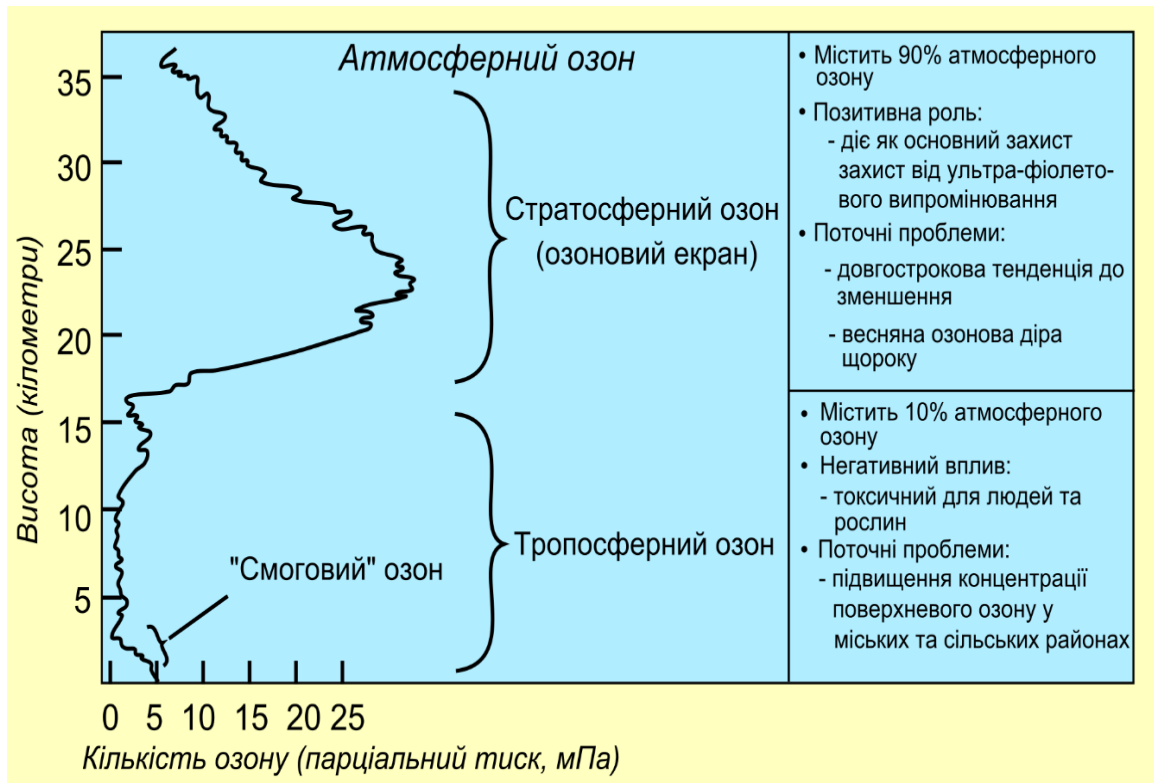 Атмосферний озон
35
30
25
20
15
10
5
Висота (кілометри)
Стратосферний озон
(озоновий екран)
Тропосферний озон
"Смоговий" озон
0 5 10 15 20 25
Кількість озону (парціальний тиск, мПа)
• Містить 90% атмосферного
озону
• Позитивна роль:
- діє як основний захист
захист від ультра-фіолето-
вого випромінювання
• Поточні проблеми:
- довгострокова тенденція до
зменшення
- весняна озонова діра
щороку
• Містить 10% атмосферного
озону
• Негативний вплив:
- токсичний для людей та
рослин
• Поточні проблеми:
- підвищення концентрації
поверхневого озону у
міських та сільських районах